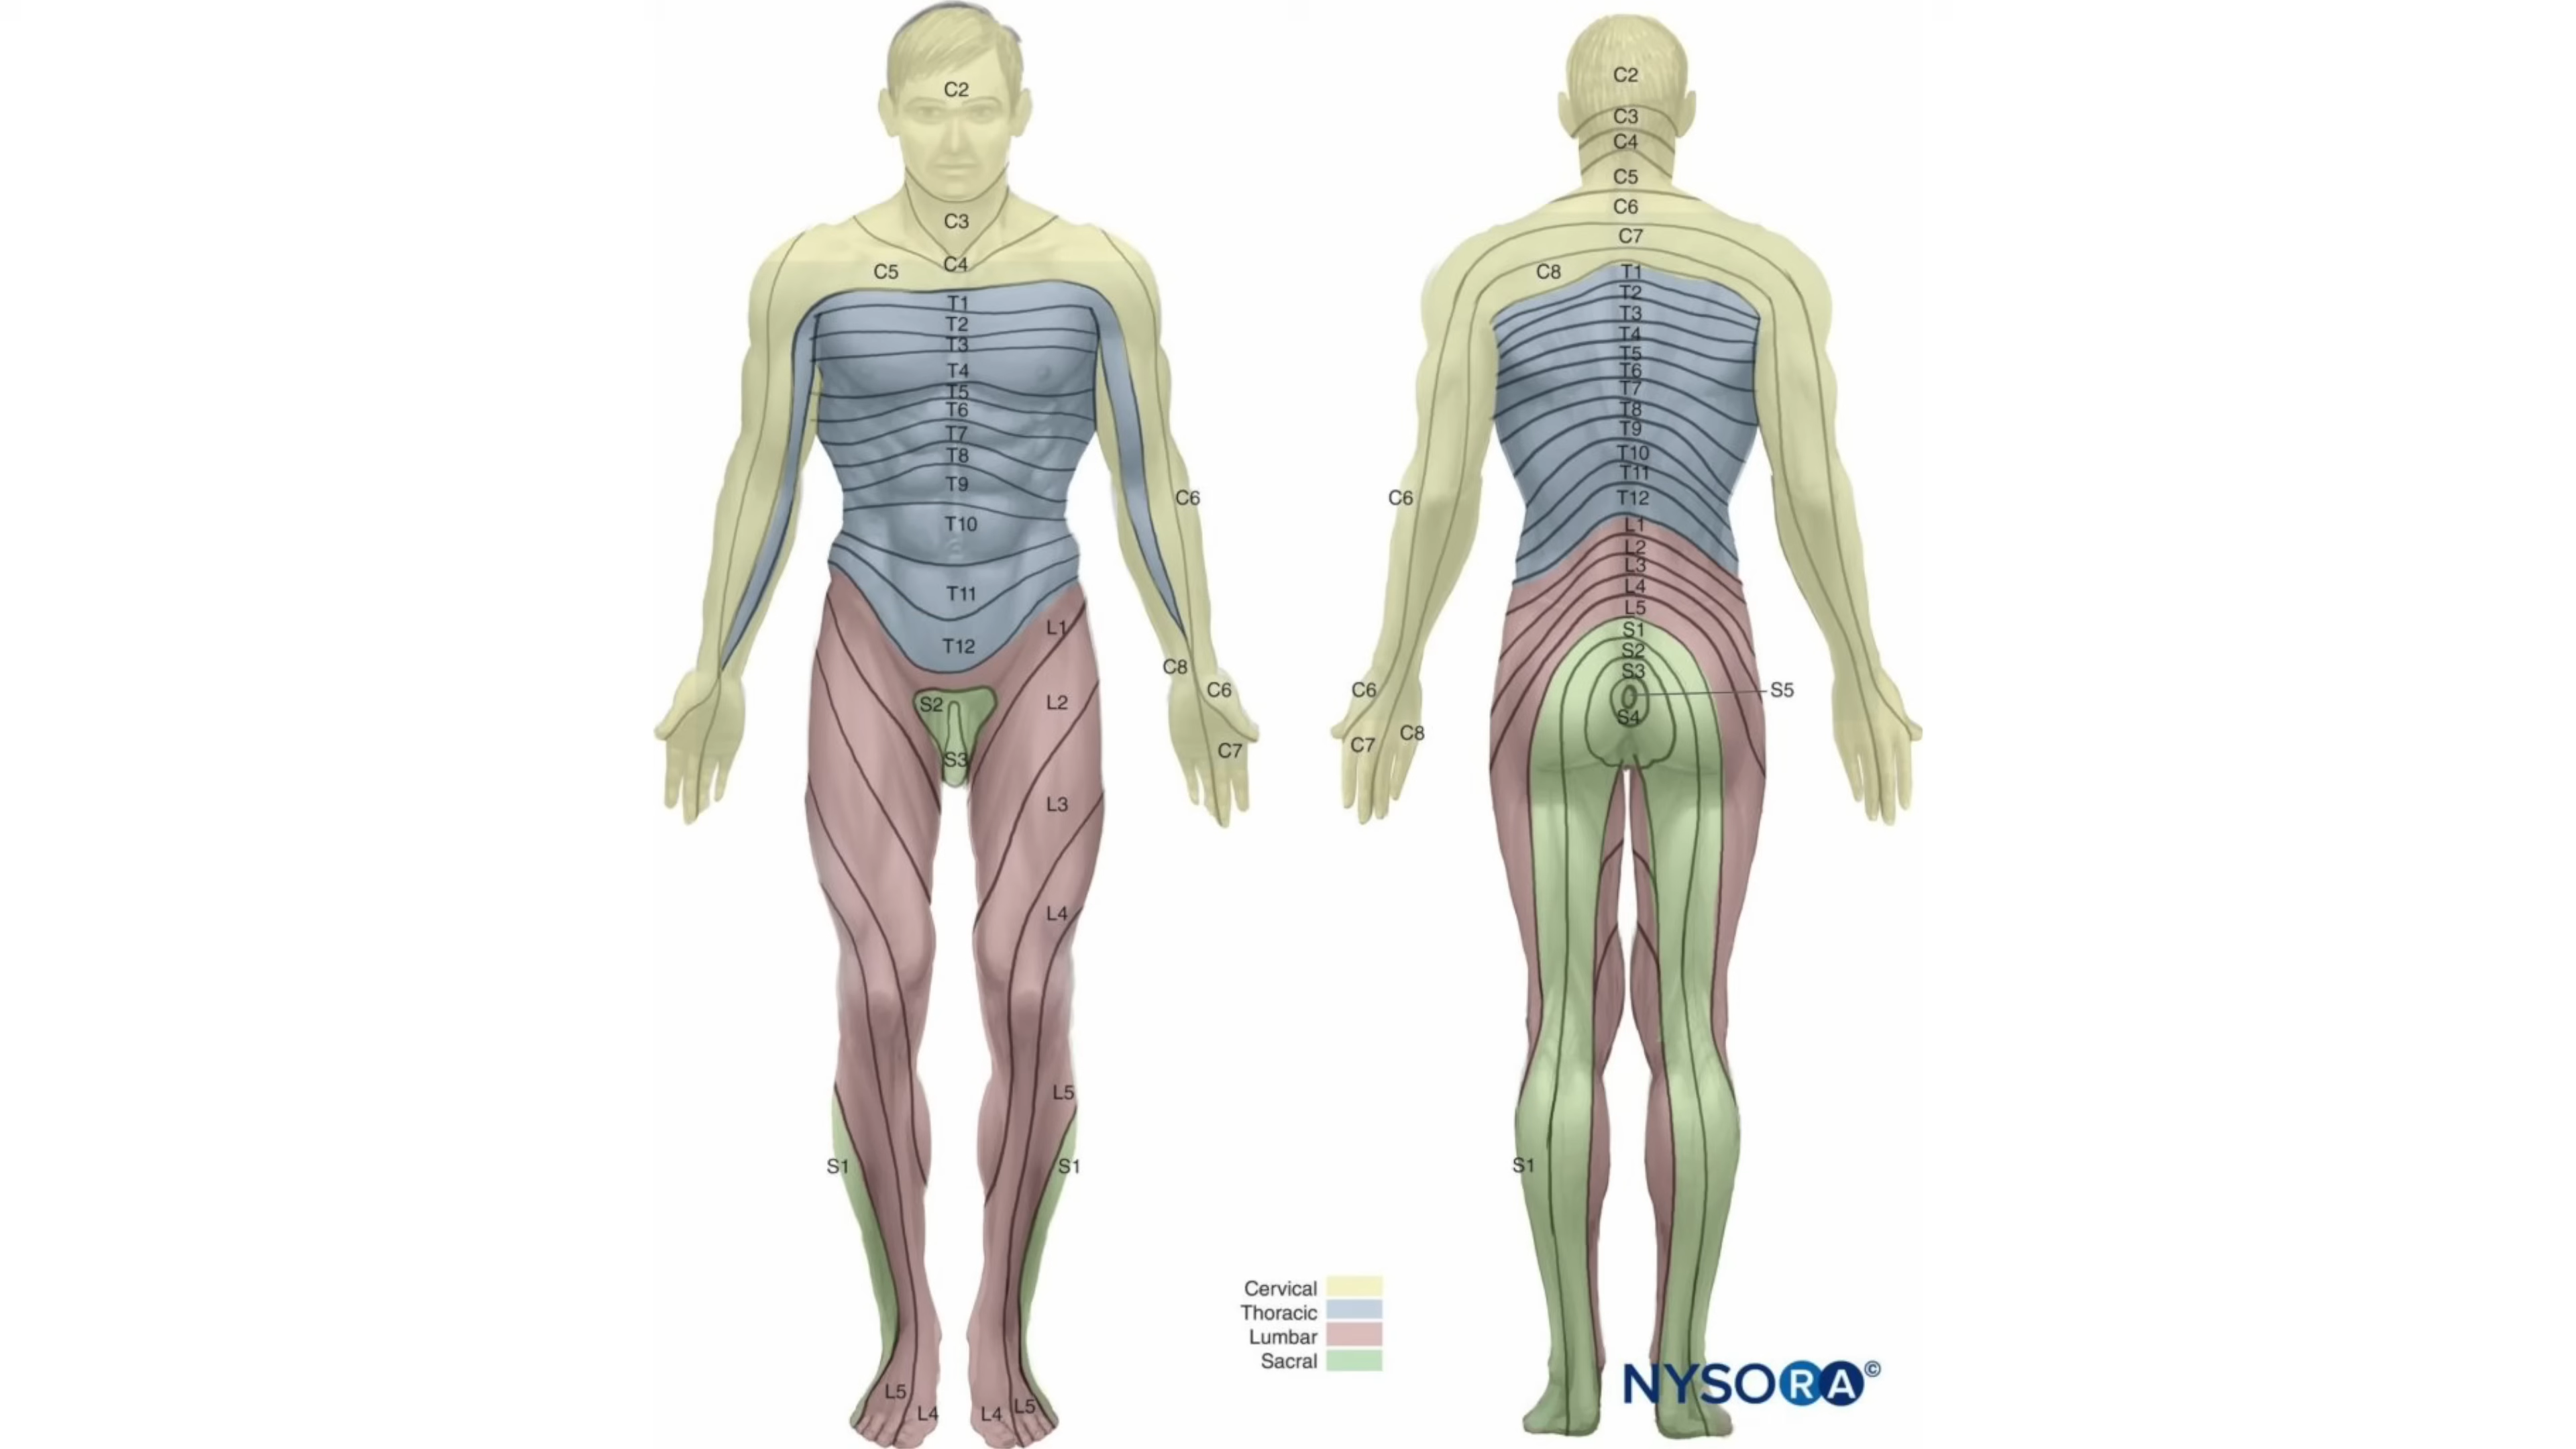 C2
C3
C4
C5
T1
T2
T3
T4
T5
T6
T7
T8
T9
T10
T11
T12
C6
C8
C6
C7
L1
L2
L3
L4
L5
S2
S3
S1
S1
L5
L4
L4
L5
C2
C3
C4
C5
C6
C7
C8
T1
T2
T3
T4
T5
T6
T7
T8
T9
T10
T11
T12
L1
L2
L3
L4
L5
S1
S2
S3
S4
S5
C6
C6
C7
C8
S1
Cervical
Thoracic
Lumbar
Sacral
NYSORA©